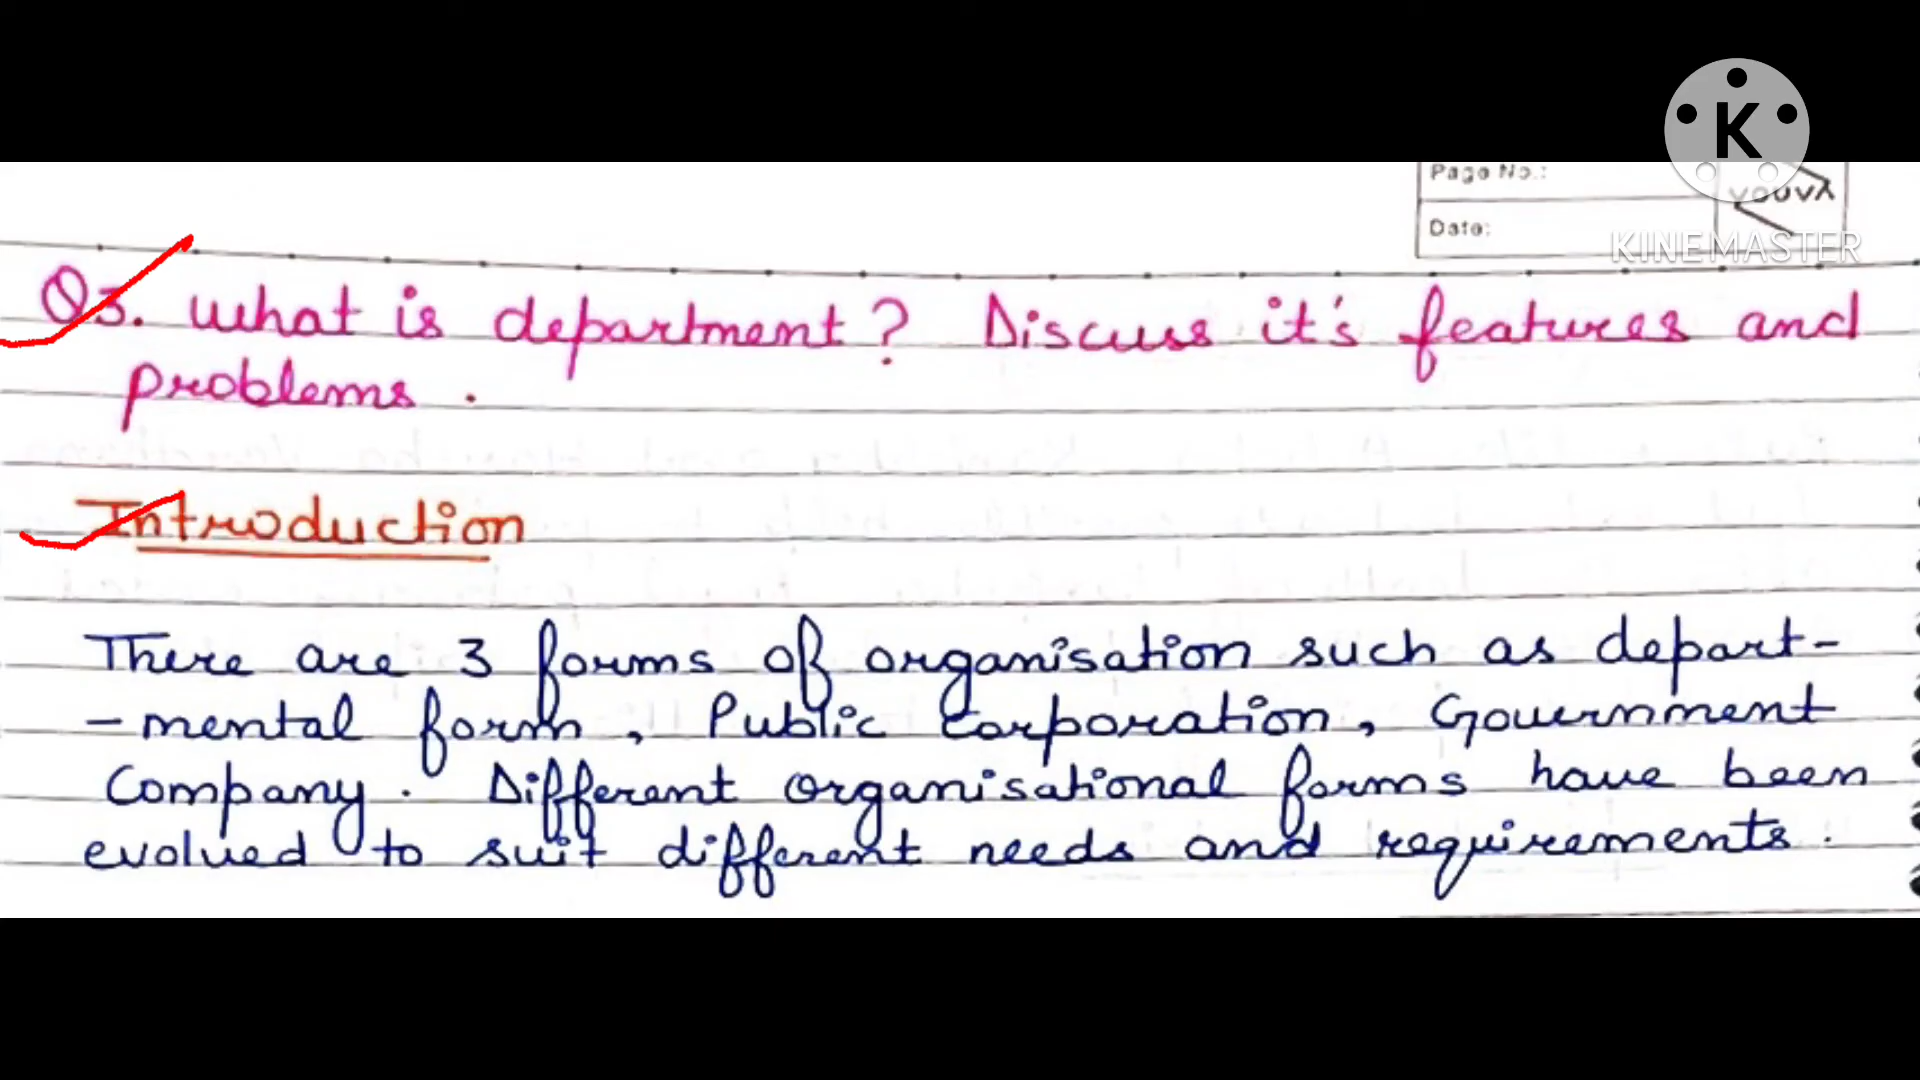 K
Page No.:
Date:
YOUVA
KINEMASTER
Q3. What is department? Discuss it's features and
problems.
Introduction
There are 3 forms of organisation such as depart-
-mental form, Public Corporation, Government
Company. Different organisational forms have been
evolued to suit different needs and requirements.